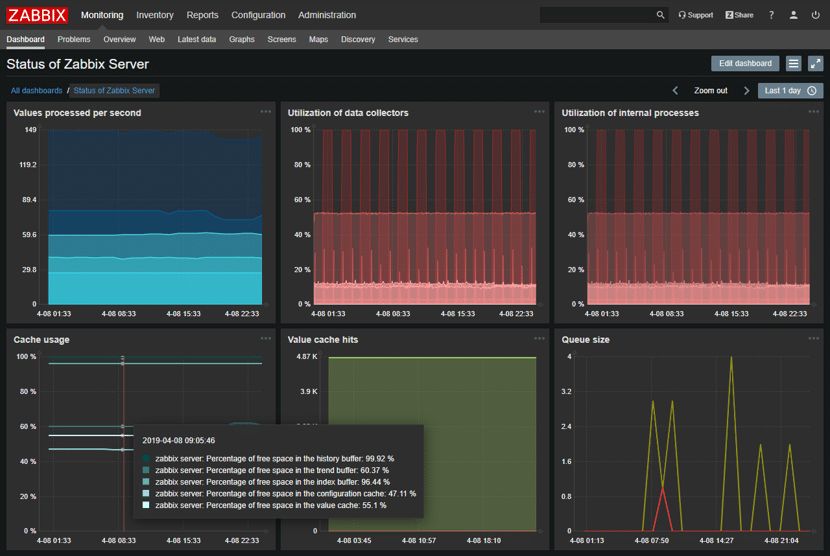 ZABBIX Monitoring Inventory Reports Configuration Administration Support Z Share ?
Dashboard Problems Overview Web Latest data Graphs Screens Maps Discovery Services
Status of Zabbix Server Edit dashboard
All dashboards / Status of Zabbix Server Zoom out Last 1 day
Values processed per second
149
119.2
89.4
59.6
29.8
0
4-08 01:33 4-08 08:33 4-08 15:33 4-08 22:33
Utilization of data collectors
100 %
80 %
60 %
40 %
20 %
0 %
4-08 01:33 4-08 08:33 4-08 15:33 4-08 22:33
Utilization of internal processes
100 %
80 %
60 %
40 %
20 %
0 %
4-08 01:33 4-08 08:33 4-08 15:33 4-08 22:33
Cache usage
100 %
80 %
60 %
40 %
20 %
0 %
4-08 01:33 4-08 08:33 4-08 15:33 4-08 22:33
2019-04-08 09:05:46
zabbix server: Percentage of free space in the history buffer: 99.92 %
zabbix server: Percentage of free space in the trend buffer: 60.37 %
zabbix server: Percentage of free space in the index buffer: 96.44 %
zabbix server: Percentage of free space in the configuration cache: 47.11 %
zabbix server: Percentage of free space in the value cache: 55.1 %
Value cache hits
4.87 K
3.9 K
0
4-08 03:45 4-08 10:57 4-08 18:10
Queue size
4
3.2
2.4
1.6
0.8
0
4-08 01:13 4-08 07:50 4-08 14:27 4-08 21:04